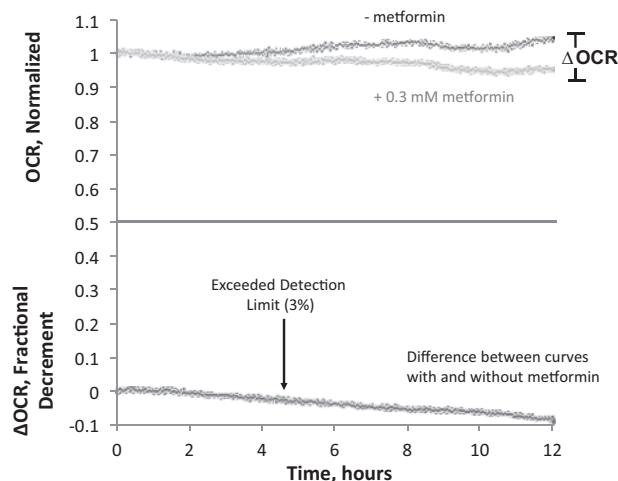 1.1
1
0.9
0.8
0.7
0.6
0.5
0.4
0.3
0.2
0.1
0
-0.1
OCR, Normalized
ΔOCR, Fractional
Decrement
- metformin
ΔOCR
+ 0.3 mM metformin
Exceeded Detection
Limit (3%)
Difference between curves
with and without metformin
0 2 4 6 8 10 12
Time, hours